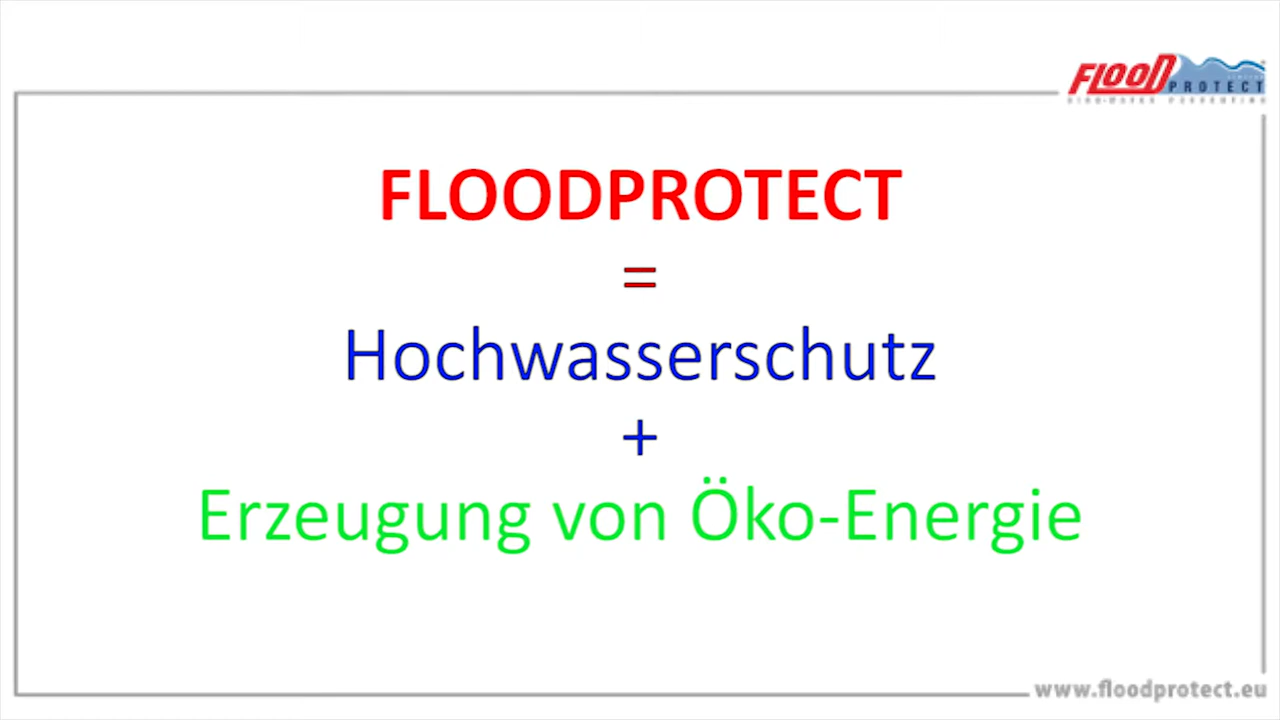 FLOOD
PROTECT
FLOODPROTECT
=
Hochwasserschutz
+
Erzeugung von Öko-Energie
www.floodprotect.eu